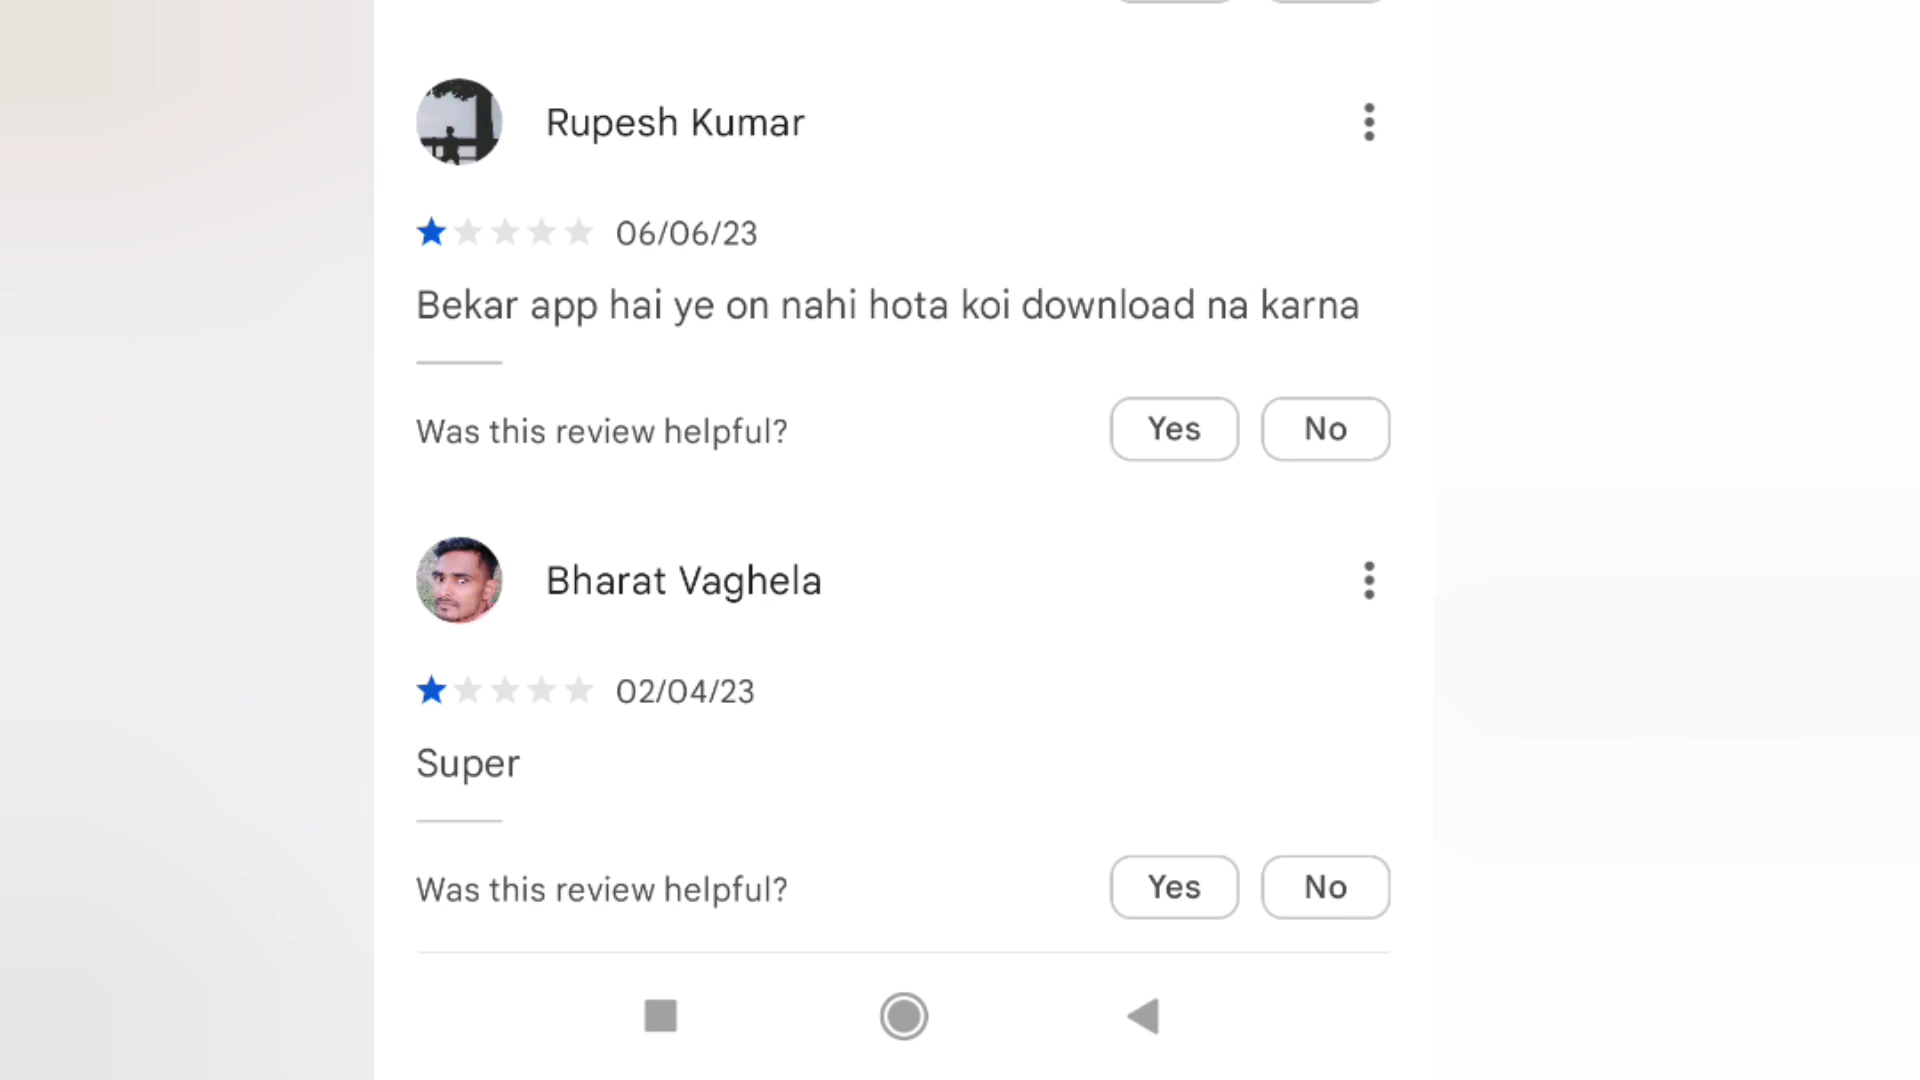 Rupesh Kumar
06/06/23
Bekar app hai ye on nahi hota koi download na karna
Was this review helpful?
Yes
No
Bharat Vaghela
02/04/23
Super
Was this review helpful?
Yes
No